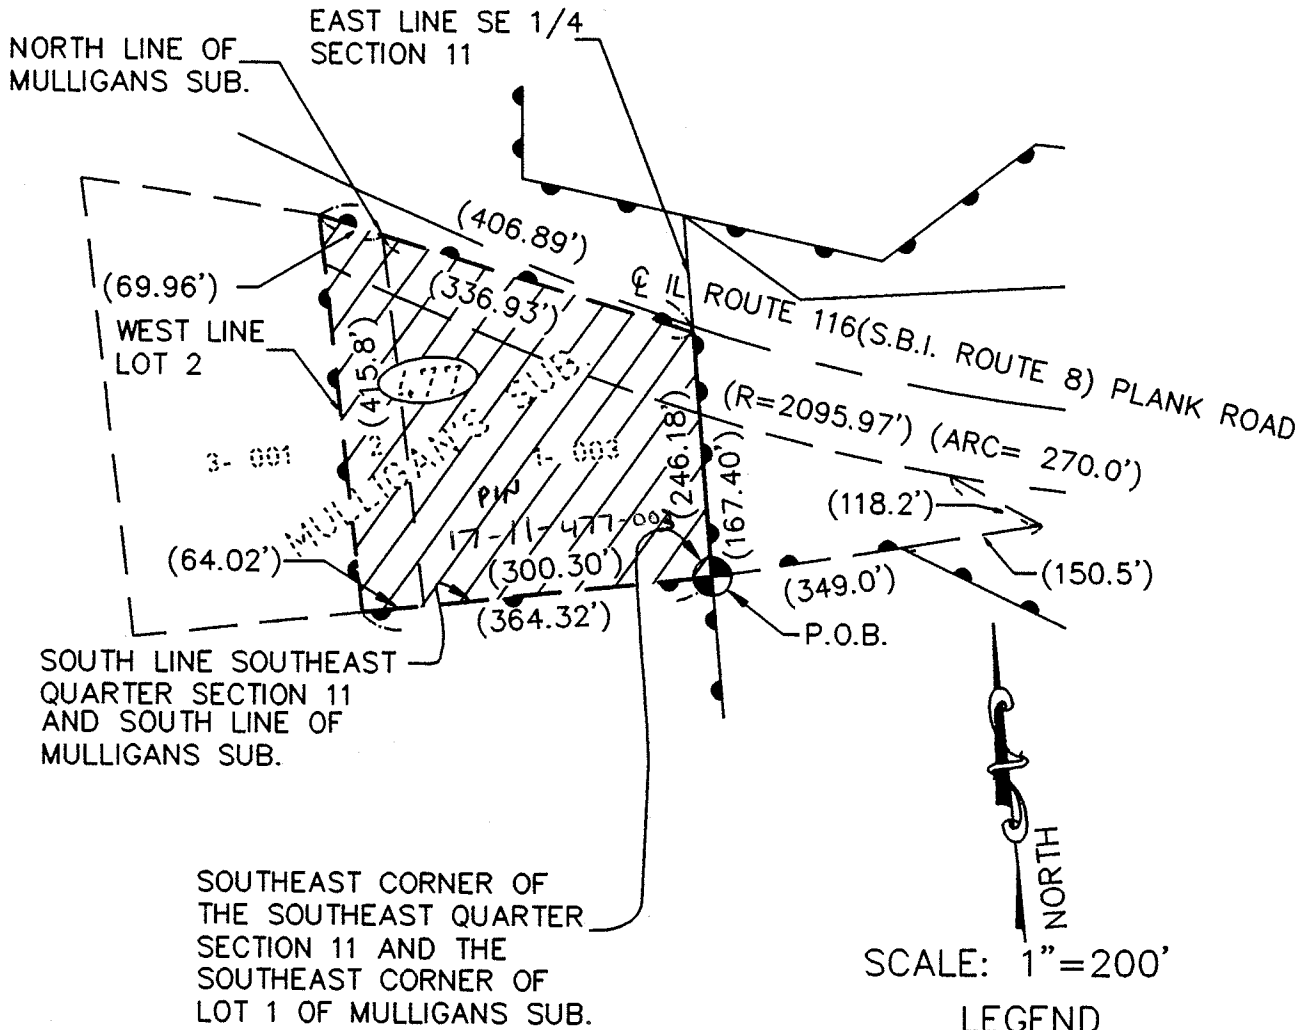 EAST LINE SE 1/4
SECTION 11
NORTH LINE OF
MULLIGANS SUB.
(406.89')
(69.96')
(336.93')
℄ IL ROUTE 116(S.B.I. ROUTE 8) PLANK ROAD
WEST LINE
LOT 2
(415.8')
477
(R=2095.97') (ARC= 270.0')
3- 001
2
1- 003
MULLIGANS SUB.
(246.18')
(167.40')
PIN
17-11-477-003
(118.2')
(64.02')
(300.30')
(349.0')
(150.5')
(364.32')
P.O.B.
SOUTH LINE SOUTHEAST
QUARTER SECTION 11
AND SOUTH LINE OF
MULLIGANS SUB.
SOUTHEAST CORNER OF
THE SOUTHEAST QUARTER
SECTION 11 AND THE
SOUTHEAST CORNER OF
LOT 1 OF MULLIGANS SUB.
NORTH
SCALE: 1"=200'
LEGEND